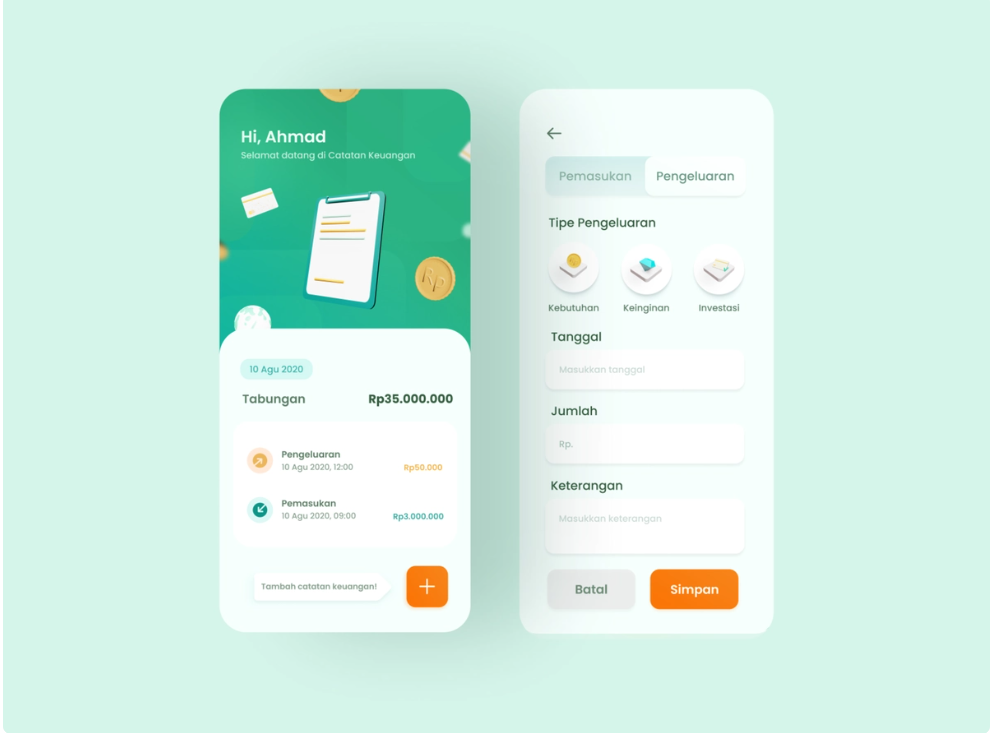 Hi, Ahmad
Selamat datang di Catatan Keuangan
RP
10 Agu 2020
Tabungan Rp35.000.000
Pengeluaran
10 Agu 2020, 12:00 Rp50.000
Pemasukan
10 Agu 2020, 09:00 Rp3.000.000
Tambah catatan keuangan!
Pemasukan Pengeluaran
Tipe Pengeluaran
Kebutuhan Keinginan Investasi
Tanggal
Masukkan tanggal
Jumlah
Rp.
Keterangan
Masukkan keterangan
Batal Simpan